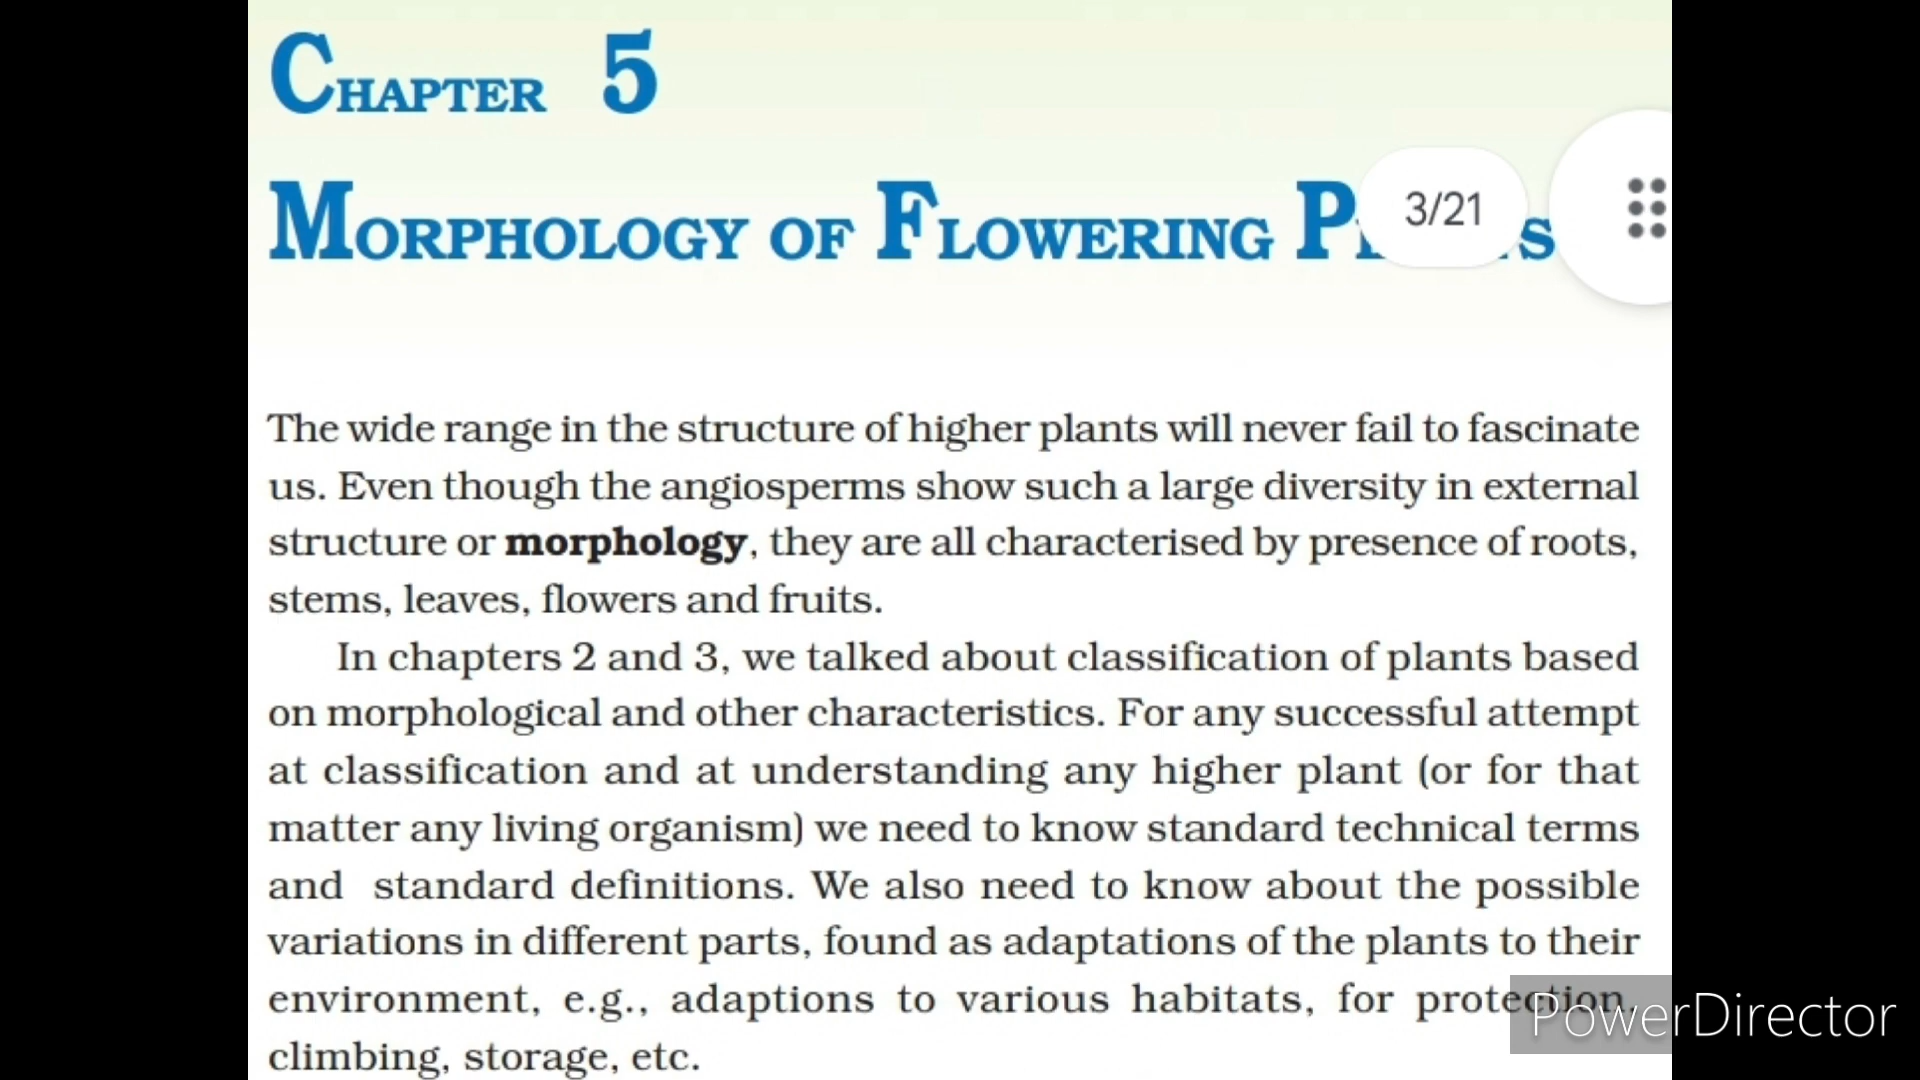 CHAPTER 5
MORPHOLOGY OF FLOWERING
3/21
The wide range in the structure of higher plants will never fail to fascinate
us. Even though the angiosperms show such a large diversity in external
structure or morphology, they are all characterised by presence of roots,
stems, leaves, flowers and fruits.
In chapters 2 and 3, we talked about classification of plants based
on morphological and other characteristics. For any successful attempt
at classification and at understanding any higher plant (or for that
matter any living organism) we need to know standard technical terms
and standard definitions. We also need to know about the possible
variations in different parts, found as adaptations of the plants to their
environment, e.g., adaptions to various habitats, for protection,
climbing, storage, etc.
PowerDirector